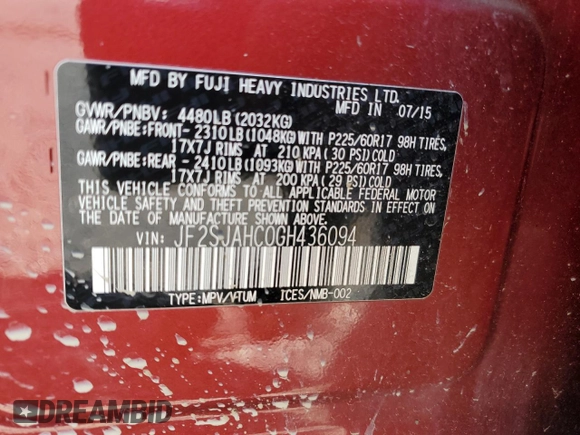 MFD BY FUJI HEAVY INDUSTRIES LTD.
MFD IN 07/15
GVWR/PNBV: 4480LB (2032KG)
GAWR/PNBE:FRONT- 2310LB (1048KG) WITH P225/60R17 98H TIRES,
17X7J RIMS AT 210 KPA (30 PSI) COLD
GAWR/PNBE:REAR - 2410LB (1093KG) WITH P225/60R17 98H TIRES,
17X7J RIMS AT 200 KPA (29 PSI) COLD
THIS VEHICLE CONFORMS TO ALL APPLICABLE FEDERAL MOTOR
VEHICLE SAFETY AND THEFT PREVENTION STANDARDS IN EFFECT ON
THE DATE OF MANUFACTURE SHOWN ABOVE.
VIN: JF2SJAHC0GH436094
TYPE:MPV/VTUM ICES/NMB-002
DREAMBID